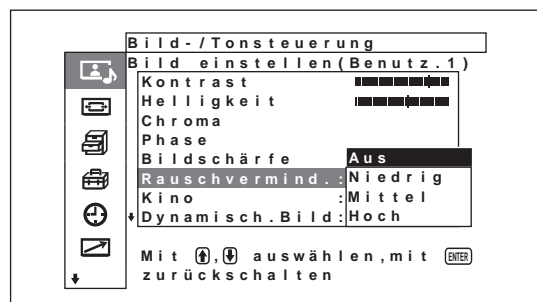 Bild-/Tonsteuerung
Bild einstellen(Benutz.1)
Kontrast
Helligkeit
Chroma
Phase
Bildschärfe Aus
Rauschvermind.:Niedrig
Kino :Mittel
Dynamisch.Bild:Hoch
Mit , auswählen,mit ENTER
zurückschalten